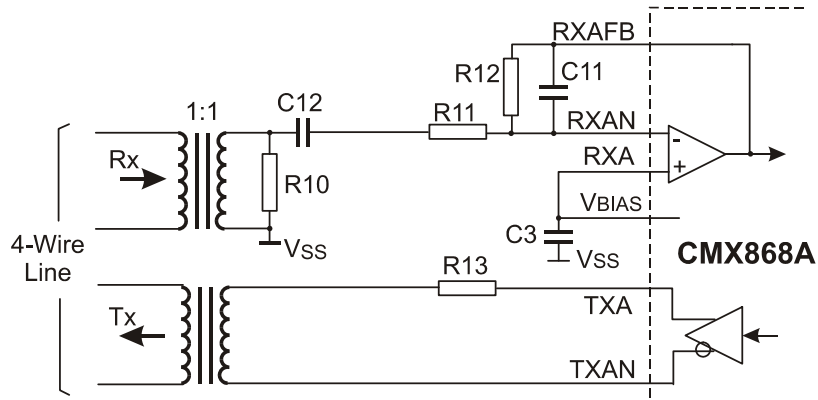 RXAFB
R12
C11
1:1
C12
R11
RXAN
Rx
RXA
R10
VBIAS
C3
VSS
VSS
4-Wire
Line
CMX868A
R13
Tx
TXA
TXAN
-
+